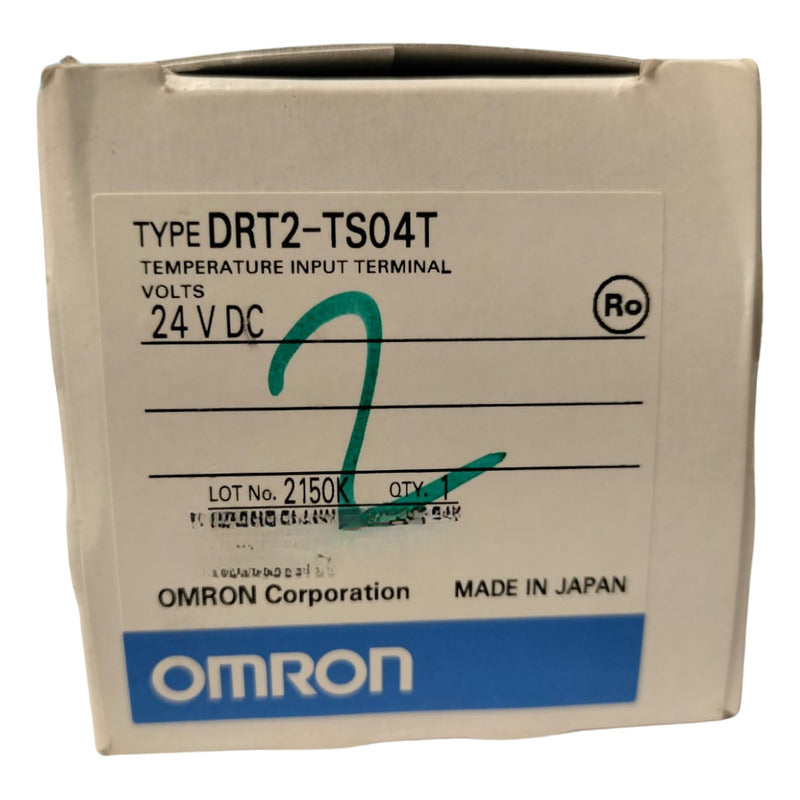 TYPE DRT2-TS04T
TEMPERATURE INPUT TERMINAL
VOLTS
24 V DC
Ro
2
LOT No. 2150K QTY. 1
OMRON Corporation MADE IN JAPAN
OMRON